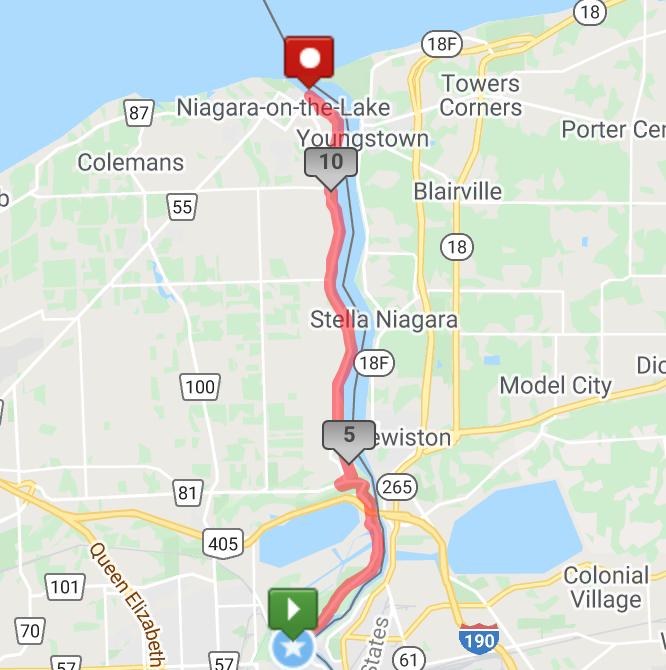 18
18F
Towers
Corners
87
Niagara-on-the-Lake
Youngstown
Porter Cer
Colemans
10
Blairville
b
55
18
Stella Niagara
18F
Dic
100
Model City
5
ewiston
81
265
405
Queen Elizabeth
101
Colonial
Village
70
190
States
57
57
61